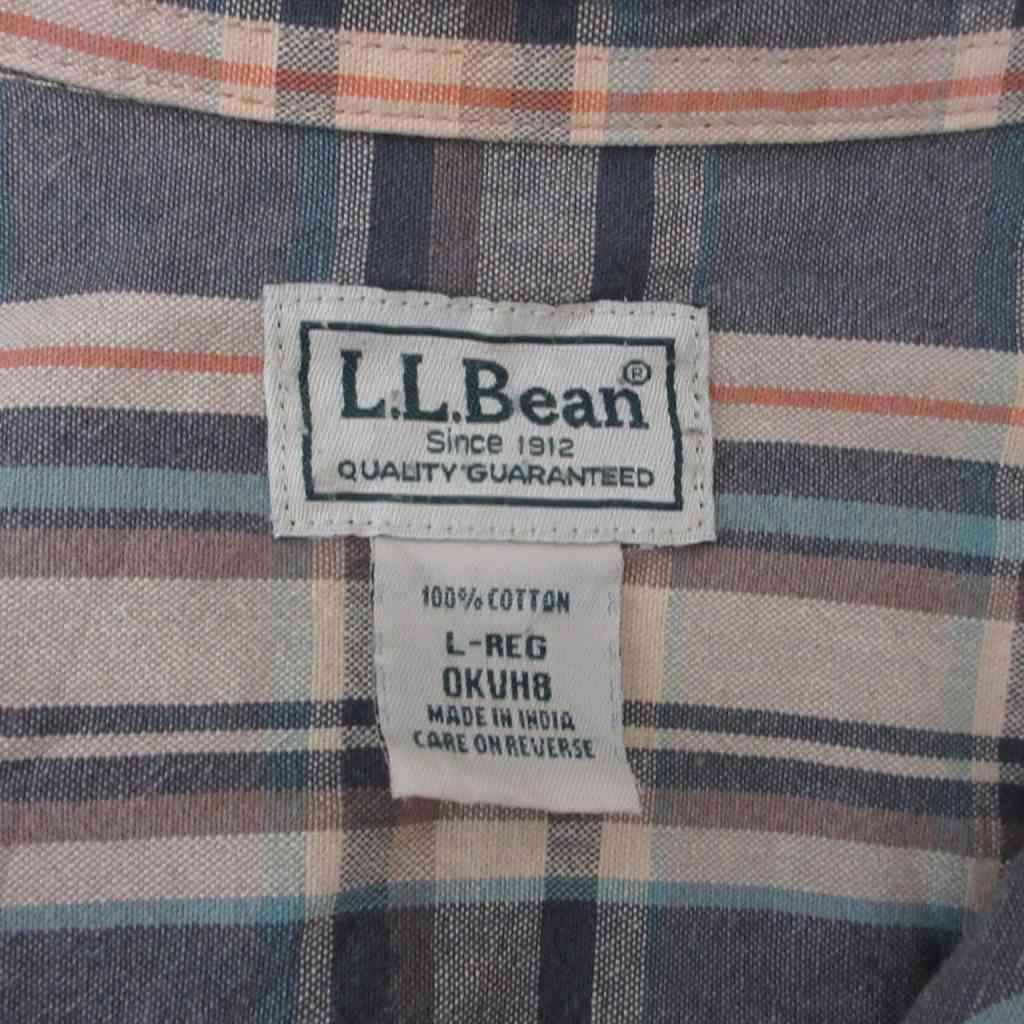 L.L.Bean®
Since 1912
QUALITY GUARANTEED
100% COTTON
L-REG
0KVH8
MADE IN INDIA
CARE ON REVERSE